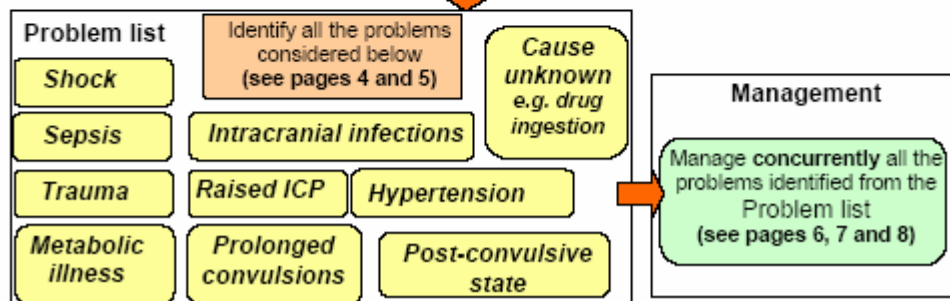 Problem list
Identify all the problems
considered below
(see pages 4 and 5)
Cause
unknown
e.g. drug
ingestion
Shock
Sepsis
Intracranial infections
Trauma
Raised ICP
Hypertension
Metabolic
illness
Prolonged
convulsions
Post-convulsive
state
Management
Manage concurrently all the
problems identified from the
Problem list
(see pages 6, 7 and 8)